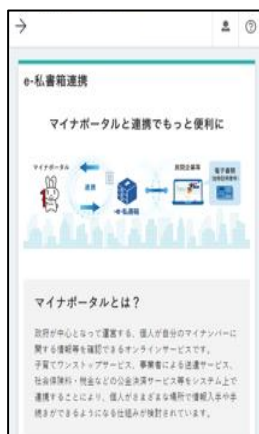 e-私書箱連携
マイナポータルと連携でもっと便利に
マイナポータル
民間企業等
電子書類
連携
e-私書箱
マイナポータルとは?
政府が中心となって運営する、個人が自分のマイナンバーに
関する情報等を確認できるオンラインサービスです。
子育てワンストップサービス、事業者による送達サービス、
社会保険料・税金などの公金決済サービス等をシステム上で
連携することにより、個人がさまざまな場所で情報入手や手
続きができるようになる仕組みが検討されています。